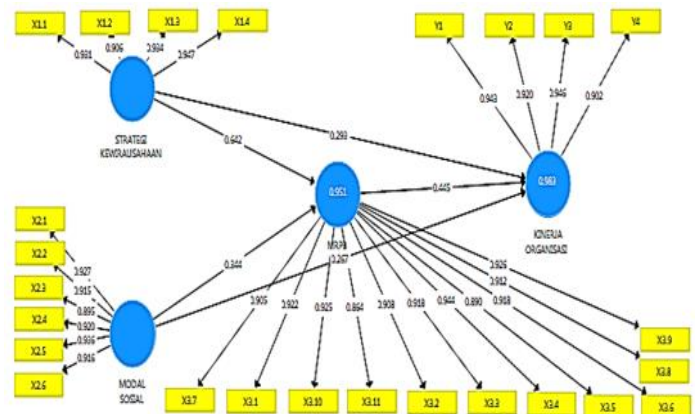 X1.1
X1.2
X1.3
X1.4
0.931
0.906
0.934
0.947
STRATEGI
KEWIRAUSAHAAN
Y1
Y2
Y3
Y4
0.943
0.920
0.946
0.902
0.293
0.642
0.951
0.445
0.983
KINERJA
ORGANISASI
0.267
0.344
X2.1
X2.2
X2.3
X2.4
X2.5
X2.6
0.927
0.915
0.895
0.920
0.936
0.916
MODAL
SOSIAL
0.905
0.922
0.925
0.864
0.908
0.918
0.944
0.890
0.918
0.912
0.926
X3.7
X3.1
X3.10
X3.11
X3.2
X3.3
X3.4
X3.5
X3.6
X3.8
X3.9